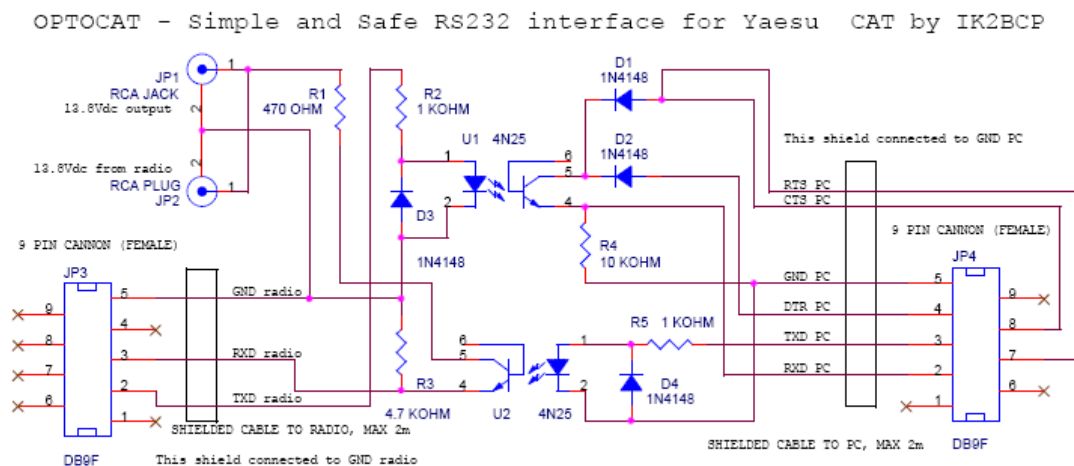 OPTOCAT - Simple and Safe RS232 interface for Yaesu  CAT by IK2BCP
JP1
RCA JACK
13.8Vdc output
1
2
13.8Vdc from radio
RCA PLUG
JP2
2
1
R1
470 OHM
R2
1 KOHM
U1 4N25
1
2
6
5
4
D1
1N4148
D2
1N4148
D3
1N4148
R4
10 KOHM
This shield connected to GND PC
RTS PC
CTS PC
GND PC
DTR PC
TXD PC
RXD PC
9 PIN CANNON (FEMALE)
JP4
5
9
4
8
3
7
2
6
1
DB9F
SHIELDED CABLE TO PC, MAX 2m
9 PIN CANNON (FEMALE)
JP3
5
9
4
8
3
7
2
6
1
DB9F
GND radio
RXD radio
TXD radio
SHIELDED CABLE TO RADIO, MAX 2m
This shield connected to GND radio
R3
4.7 KOHM
6
5
4
U2
4N25
1
2
R5 1 KOHM
D4
1N4148